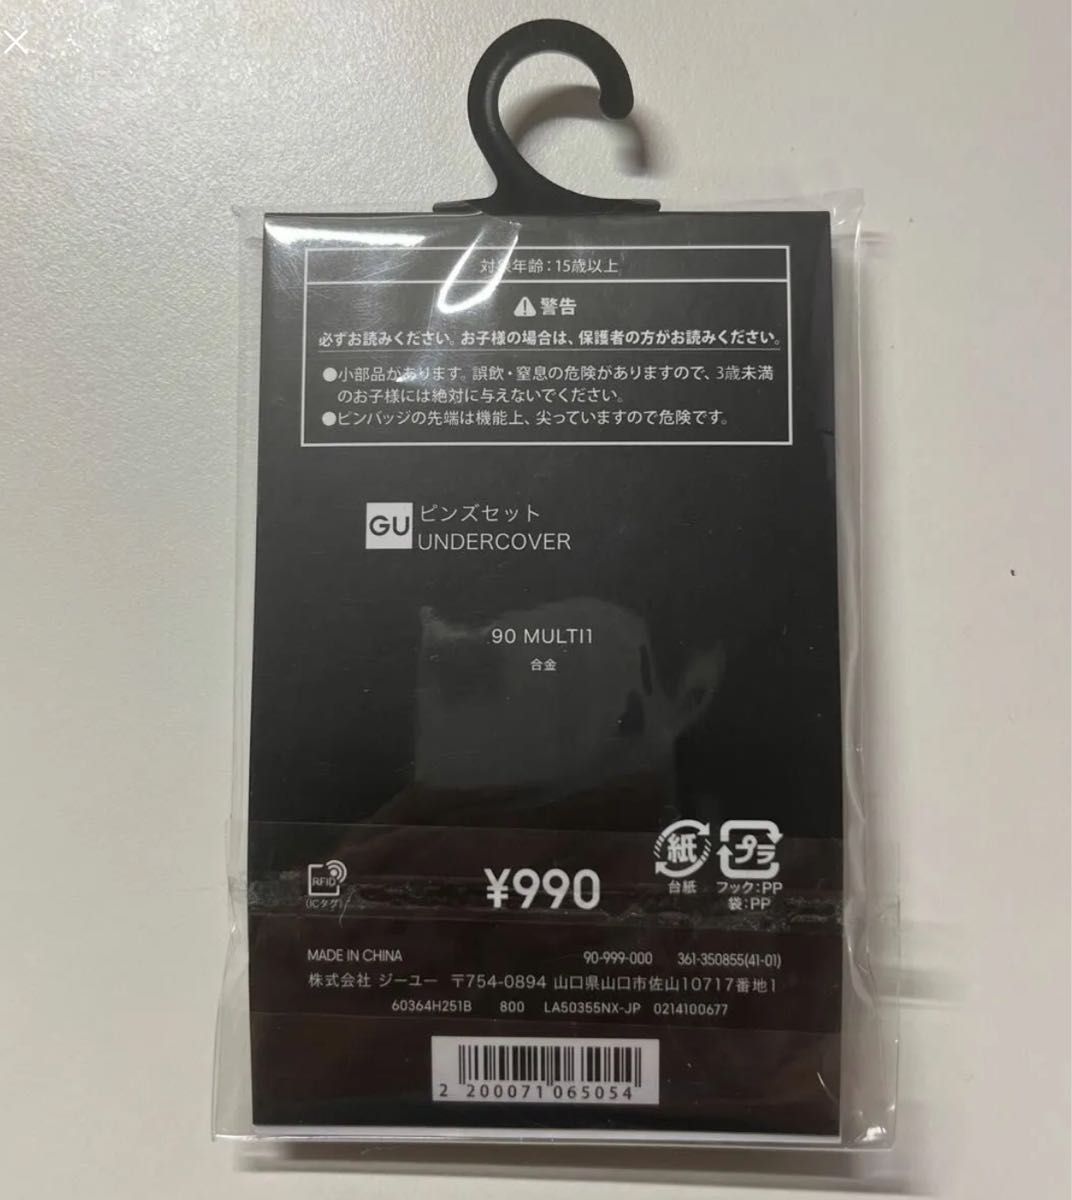 対象年齢：15歳以上
警告
必ずお読みください。お子様の場合は、保護者の方がお読みください。
●小部品があります。誤飲・窒息の危険がありますので、3歳未満
のお子様には絶対に与えないでください。
●ピンバッジの先端は機能上、尖っていますので危険です。
GU ピンズセット
UNDERCOVER
90 MULTI1
合金
紙 プラ
RFID ¥990 台紙 フック：PP
(ICタグ) 袋：PP
MADE IN CHINA 90-999-000 361-350855(41-01)
株式会社 ジーユー 〒754-0894 山口県山口市佐山10717番地1
60364H251B 800 LA50355NX-JP 0214100677
2 200071 065054